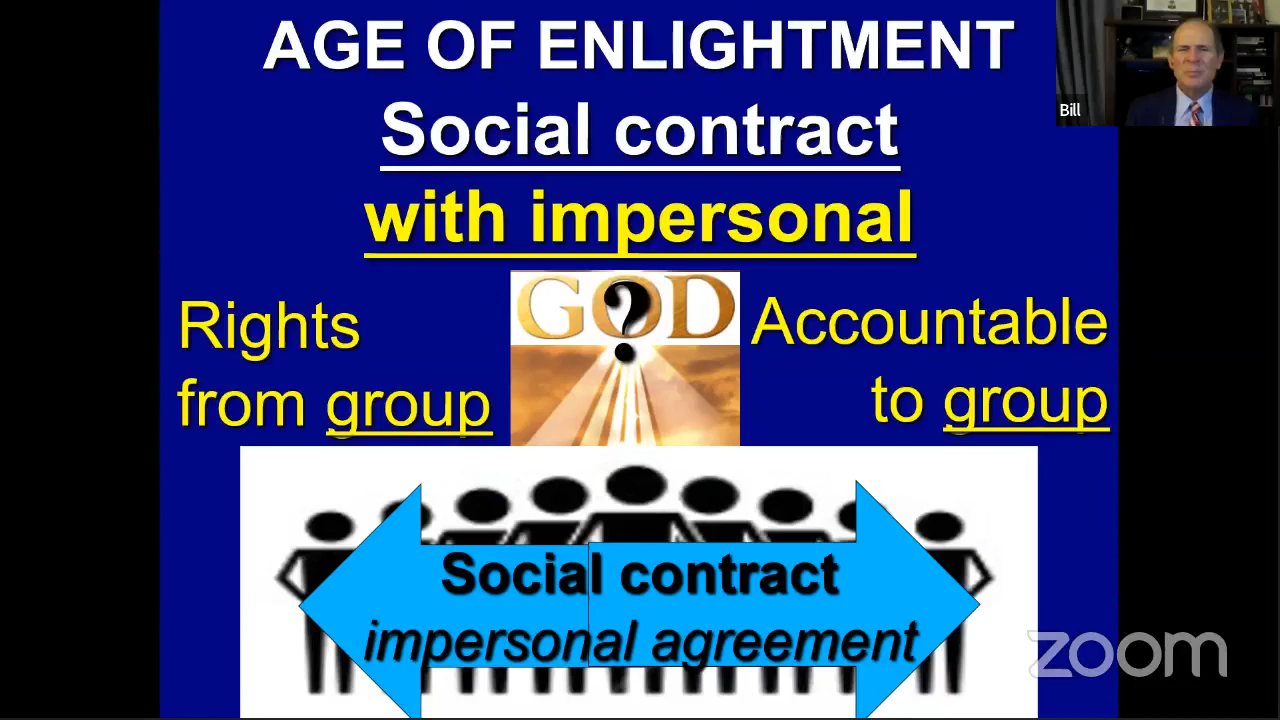 AGE OF ENLIGHTMENT
Social contract
with impersonal
Rights
from group
GOD
?
Accountable
to group
Social contract
impersonal agreement
Bill
zoom